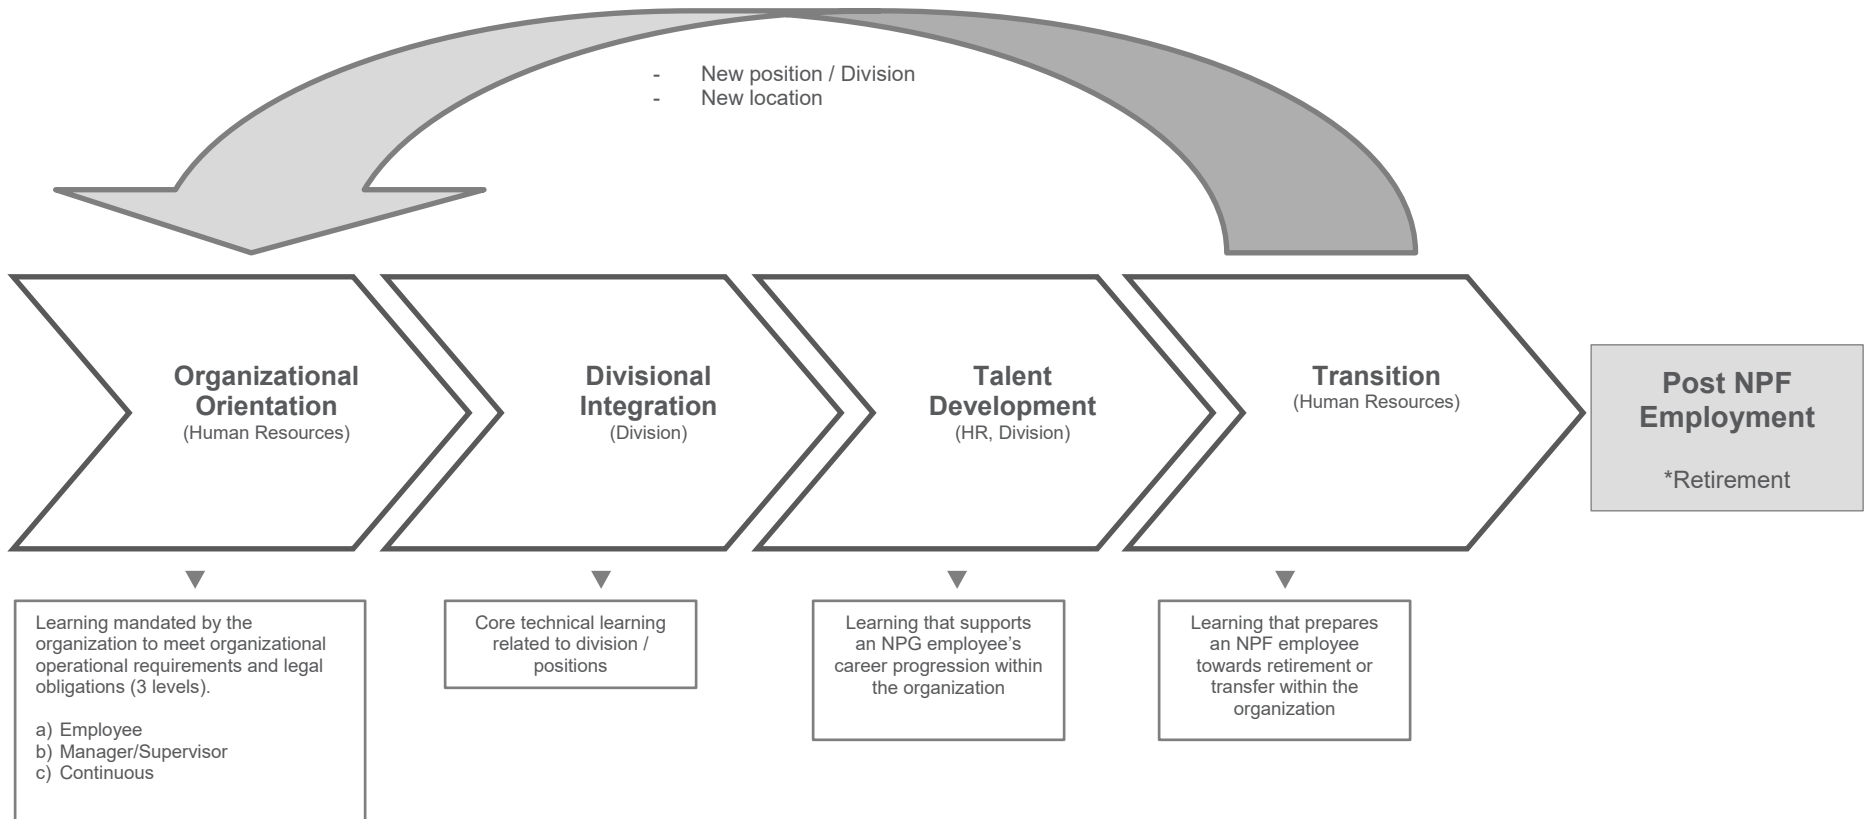 - New position / Division
- New location
Organizational
Orientation
(Human Resources)
Divisional
Integration
(Division)
Talent
Development
(HR, Division)
Transition
(Human Resources)
Post NPF
Employment
*Retirement
Learning mandated by the
organization to meet organizational
operational requirements and legal
obligations (3 levels).
a) Employee
b) Manager/Supervisor
c) Continuous
Core technical learning
related to division /
positions
Learning that supports
an NPG employee’s
career progression within
the organization
Learning that prepares
an NPF employee
towards retirement or
transfer within the
organization